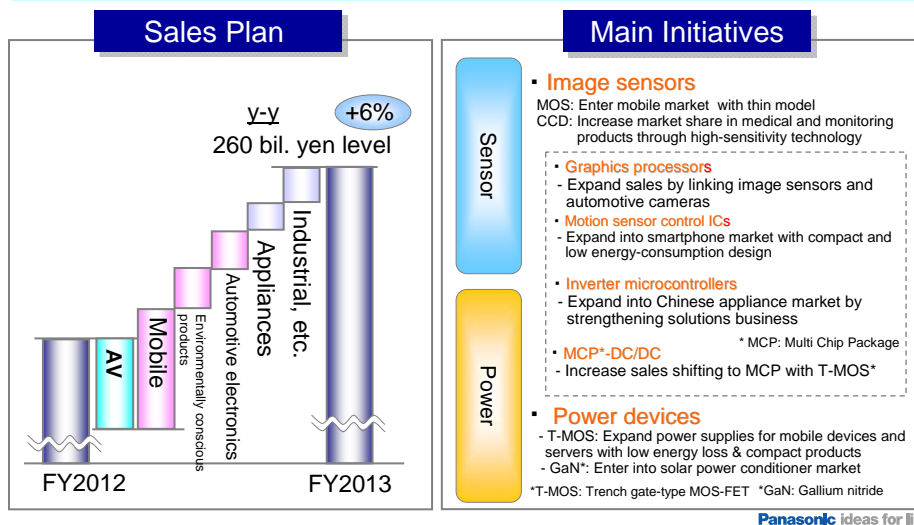 Sales Plan
y-y
+6%
260 bil. yen level
AV
Mobile
Environmentally conscious
products
Automotive electronics
Appliances
Industrial, etc.
FY2012
FY2013
Main Initiatives
Sensor
Power
▪ Image sensors
MOS: Enter mobile market with thin model
CCD: Increase market share in medical and monitoring
products through high-sensitivity technology
▪ Graphics processors
- Expand sales by linking image sensors and
automotive cameras
▪ Motion sensor control ICs
- Expand into smartphone market with compact and
low energy-consumption design
▪ Inverter microcontrollers
- Expand into Chinese appliance market by
strengthening solutions business
* MCP: Multi Chip Package
▪ MCP*-DC/DC
- Increase sales shifting to MCP with T-MOS*
▪ Power devices
- T-MOS: Expand power supplies for mobile devices and
servers with low energy loss & compact products
- GaN*: Enter into solar power conditioner market
*T-MOS: Trench gate-type MOS-FET *GaN: Gallium nitride
Panasonic ideas for li